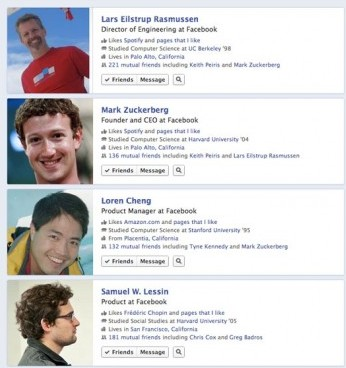 Lars Eilstrup Rasmussen
Director of Engineering at Facebook
Likes Spotify and pages that I like
Studied Computer Science at UC Berkeley '98
Lives in Palo Alto, California
221 mutual friends including Keith Peiris and Mark Zuckerberg
✓ Friends Message
Mark Zuckerberg
Founder and CEO at Facebook
Likes Spotify and pages that I like
Studied Computer Science at Harvard University '04
Lives in Palo Alto, California
136 mutual friends including Keith Peiris and Lars Eilstrup Rasmussen
✓ Friends Message
Loren Cheng
Product Manager at Facebook
Likes Amazon.com and pages that I like
Studied Computer Science at Stanford University '95
From Placentia, California
132 mutual friends including Tyne Kennedy and Mark Zuckerberg
✓ Friends Message
Samuel W. Lessin
Product at Facebook
Likes Frédéric Chopin and pages that I like
Studied Social Studies at Harvard University '05
Lives in San Francisco, California
181 mutual friends including Chris Cox and Greg Badros
✓ Friends Message